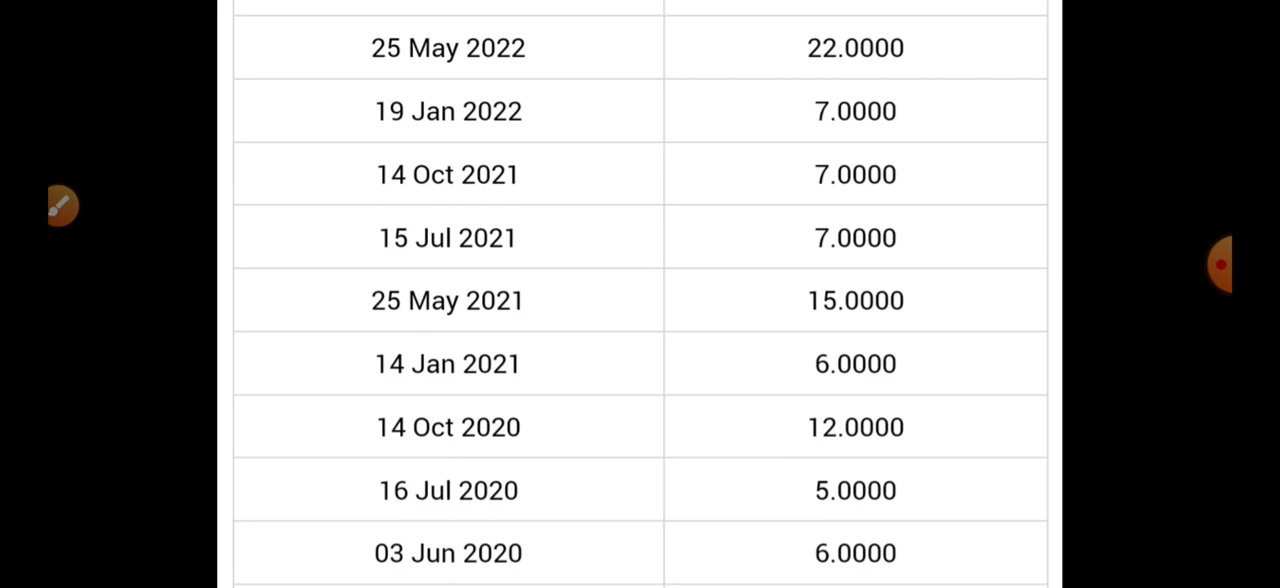 25 May 2022 22.0000
19 Jan 2022 7.0000
14 Oct 2021 7.0000
15 Jul 2021 7.0000
25 May 2021 15.0000
14 Jan 2021 6.0000
14 Oct 2020 12.0000
16 Jul 2020 5.0000
03 Jun 2020 6.0000